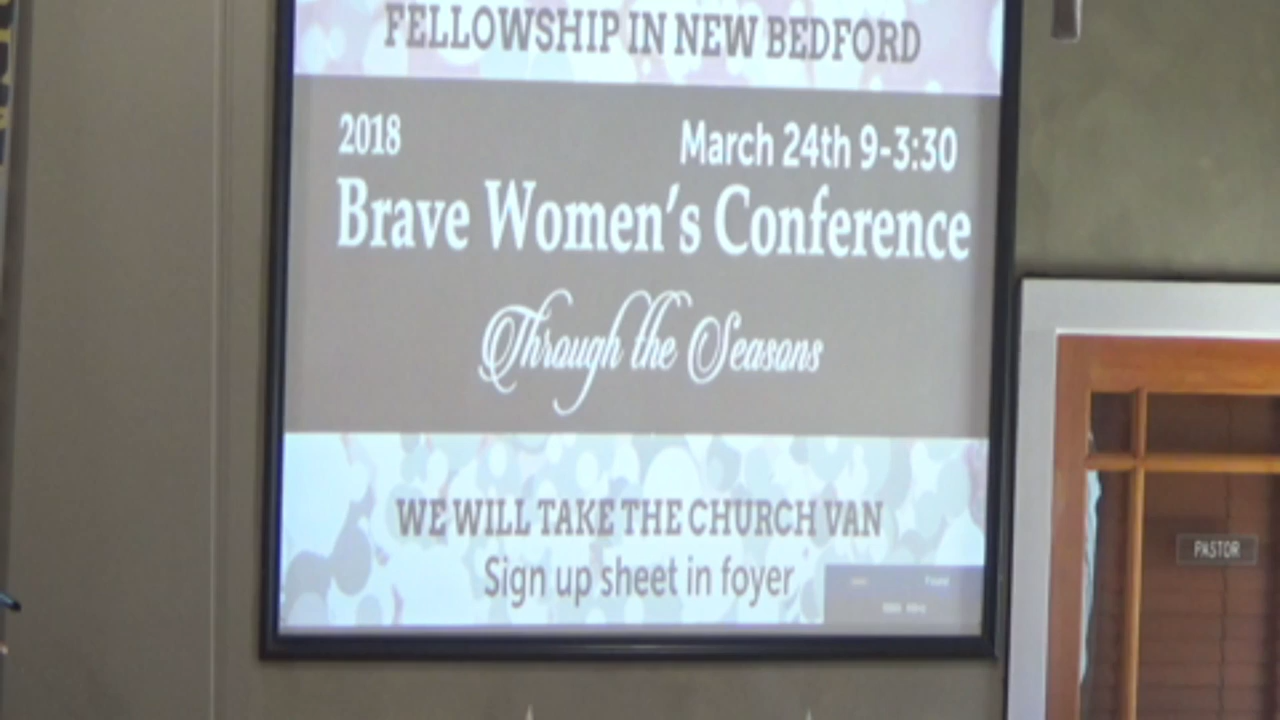 FELLOWSHIP IN NEW BEDFORD
2018
March 24th 9-3:30
Brave Women's Conference
Through the Seasons
WE WILL TAKE THE CHURCH VAN
Sign up sheet in foyer
PASTOR